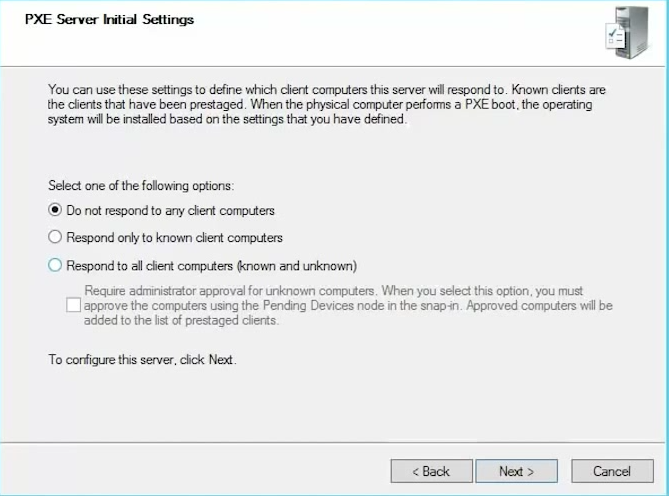 PXE Server Initial Settings
You can use these settings to define which client computers this server will respond to. Known clients are
the clients that have been prestaged. When the physical computer performs a PXE boot, the operating
system will be installed based on the settings that you have defined.
Select one of the following options:
Do not respond to any client computers
Respond only to known client computers
Respond to all client computers (known and unknown)
Require administrator approval for unknown computers. When you select this option, you must
approve the computers using the Pending Devices node in the snap-in. Approved computers will be
added to the list of prestaged clients.
To configure this server, click Next.
< Back Next > Cancel